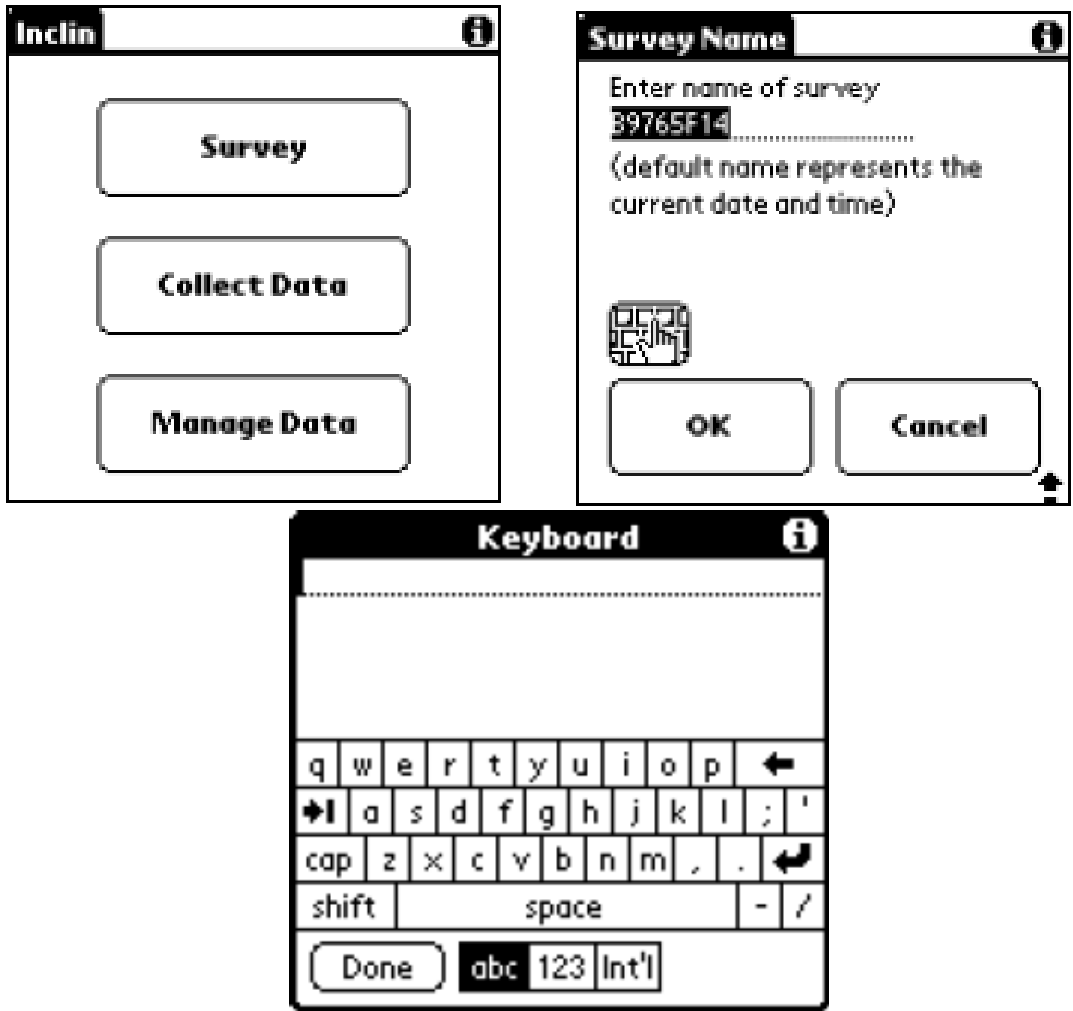 Inclin
Survey
Collect Data
Manage Data
Survey Name
Enter name of survey
B9765F14
(default name represents the
current date and time)
OK Cancel
Keyboard
q w e r t y u i o p
a s d f g h j k l ; '
cap z x c v b n m , .
shift space - /
Done abc 123 Int'l